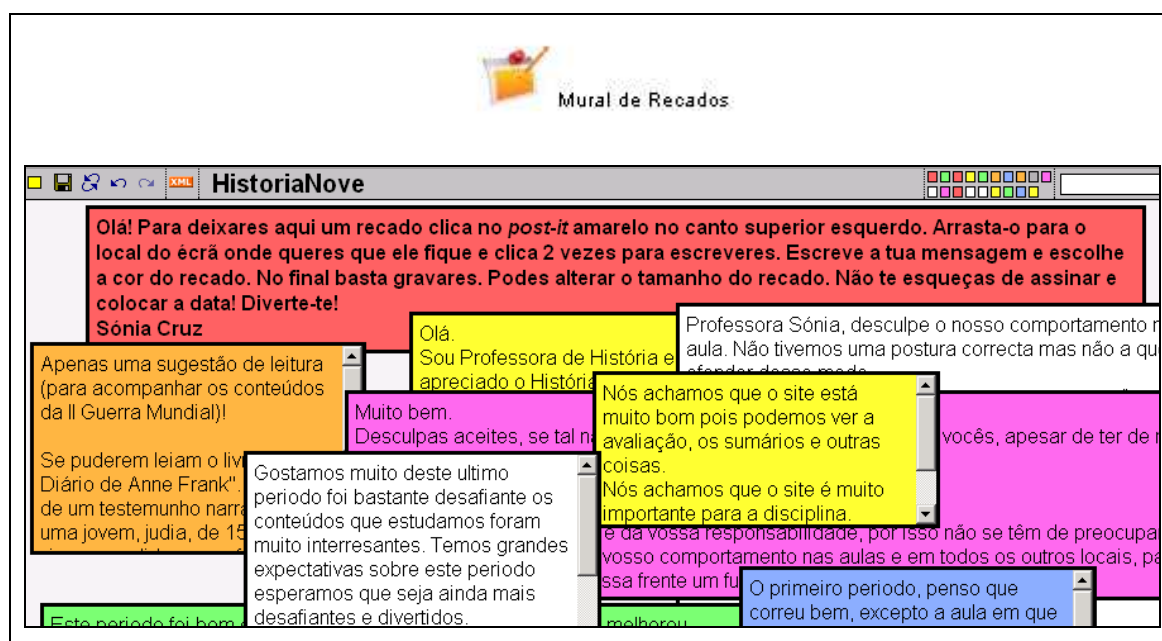 Mural de Recados
XML HistoriaNove
Olá! Para deixares aqui um recado clica no post-it amarelo no canto superior esquerdo. Arrasta-o para o
local do écrã onde queres que ele fique e clica 2 vezes para escreveres. Escreve a tua mensagem e escolhe
a cor do recado. No final basta gravares. Podes alterar o tamanho do recado. Não te esqueças de assinar e
colocar a data! Diverte-te!
Sónia Cruz
Apenas uma sugestão de leitura
(para acompanhar os conteúdos
da II Guerra Mundial)!
Se puderem leiam o
Diário de Anne Frank".
de um testemunho
uma jovem, judia, de 15
Olá.
Sou Professora de História e
apreciado o
Professora Sónia, desculpe o nosso comportamento
aula. Não tivemos uma postura correcta mas não a
Muito bem.
Desculpas aceites, se tal
vocês, apesar de ter de
e da vossa responsabilidade, por isso não se têm de
vosso comportamento nas aulas e em todos os outros locais,
frente um
Nós achamos que o site está
muito bom pois podemos ver a
avaliação, os sumários e outras
coisas.
Nós achamos que o site é muito
importante para a disciplina.
Gostamos muito deste ultimo
periodo foi bastante desafiante os
conteúdos que estudamos foram
muito interresantes. Temos grandes
expectativas sobre este periodo
esperamos que seja ainda mais
desafiantes e divertidos.
Este periodo foi bom
melhorou
O primeiro periodo, penso que
correu bem, excepto a aula em que